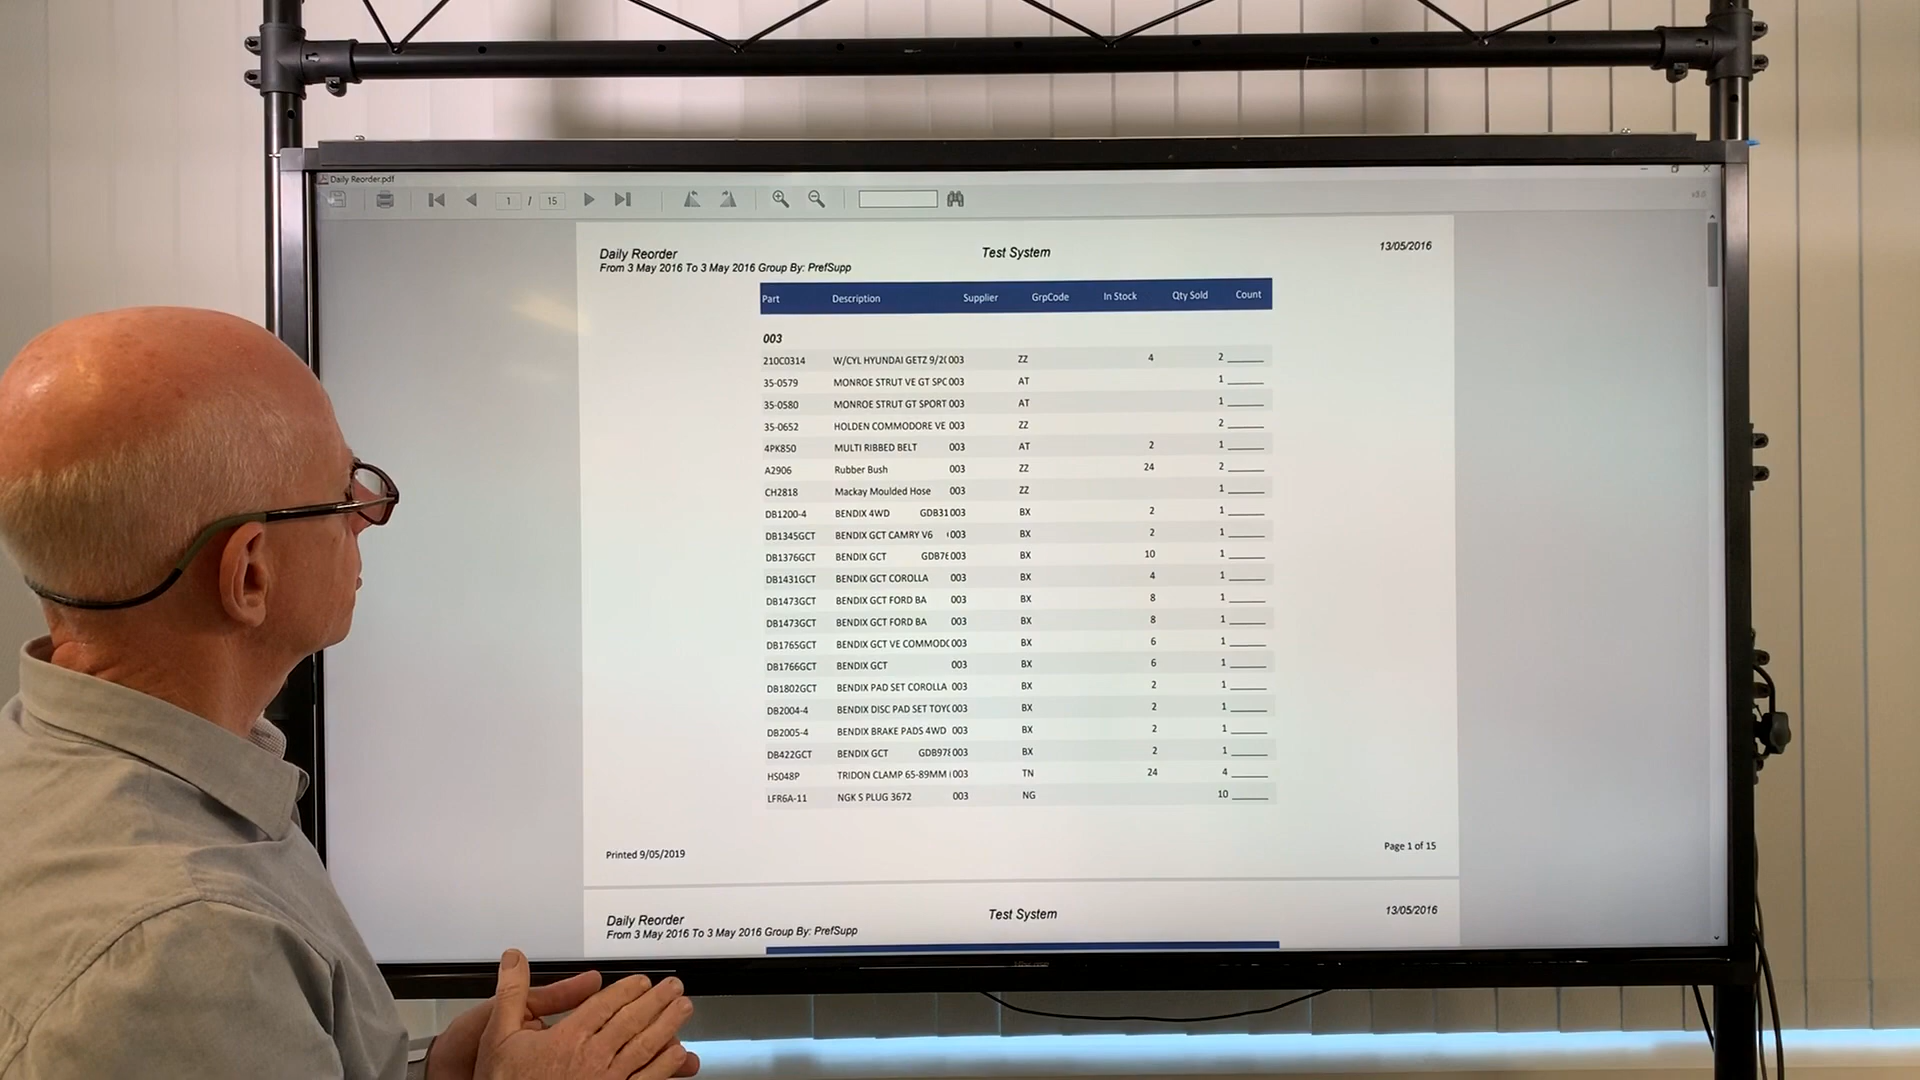 Daily Reorder.pdf
1 / 15
v5.0
Daily Reorder Test System 13/05/2016
From 3 May 2016 To 3 May 2016 Group By: PrefSupp
Part Description Supplier GrpCode In Stock Qty Sold Count
003
210C0314 W/CYL HYUNDAI GETZ 9/2( 003 ZZ 4 2
35-0579 MONROE STRUT VE GT SPC 003 AT 1
35-0580 MONROE STRUT GT SPORT 003 AT 1
35-0652 HOLDEN COMMODORE VE 003 ZZ 2
4PK850 MULTI RIBBED BELT 003 AT 2 1
A2906 Rubber Bush 003 ZZ 24 2
CH2818 Mackay Moulded Hose 003 ZZ 1
DB1200-4 BENDIX 4WD GDB31 003 BX 2 1
DB1345GCT BENDIX GCT CAMRY V6 003 BX 2 1
DB1376GCT BENDIX GCT GDB7E 003 BX 10 1
DB1431GCT BENDIX GCT COROLLA 003 BX 4 1
DB1473GCT BENDIX GCT FORD BA 003 BX 8 1
DB1473GCT BENDIX GCT FORD BA 003 BX 8 1
DB1765GCT BENDIX GCT VE COMMODC 003 BX 6 1
DB1766GCT BENDIX GCT 003 BX 6 1
DB1802GCT BENDIX PAD SET COROLLA 003 BX 2 1
DB2004-4 BENDIX DISC PAD SET TOYC 003 BX 2 1
DB2005-4 BENDIX BRAKE PADS 4WD 003 BX 2 1
DB422GCT BENDIX GCT GDB97E 003 BX 2 1
HS048P TRIDON CLAMP 65-89MM 003 TN 24 4
LFR6A-11 NGK S PLUG 3672 003 NG 10
Printed 9/05/2019 Page 1 of 15
Daily Reorder Test System 13/05/2016
From 3 May 2016 To 3 May 2016 Group By: PrefSupp